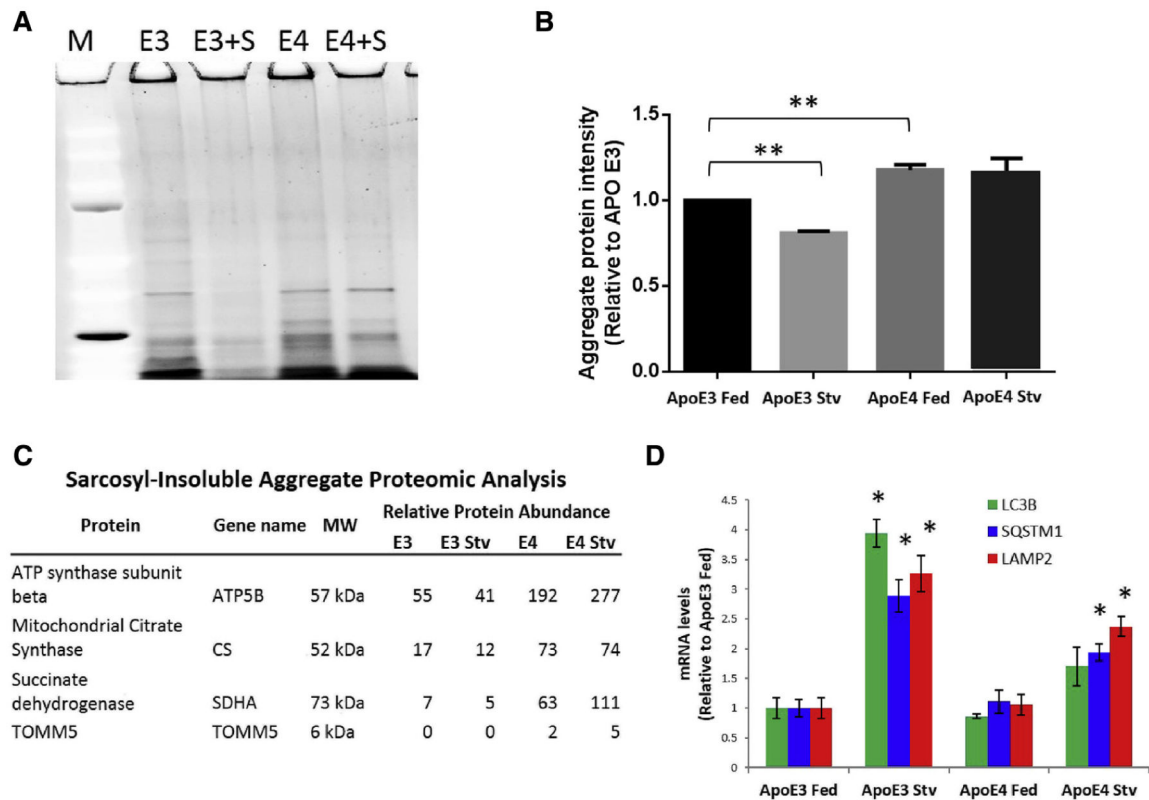 A
M E3 E3+S E4 E4+S
B
Aggregate protein intensity
(Relative to APO E3)
1.5
1.0
0.5
0.0
**
**
ApoE3 Fed ApoE3 Stv ApoE4 Fed ApoE4 Stv
C
Sarcosyl-Insoluble Aggregate Proteomic Analysis
Protein Gene name MW Relative Protein Abundance
E3 E3 Stv E4 E4 Stv
ATP synthase subunit
beta ATP5B 57 kDa 55 41 192 277
Mitochondrial Citrate
Synthase CS 52 kDa 17 12 73 74
Succinate
dehydrogenase SDHA 73 kDa 7 5 63 111
TOMM5 TOMM5 6 kDa 0 0 2 5
D
mRNA levels
(Relative to ApoE3 Fed)
4.5
4
3.5
3
2.5
2
1.5
1
0.5
0
* * *
* *
LC3B
SQSTM1
LAMP2
ApoE3 Fed ApoE3 Stv ApoE4 Fed ApoE4 Stv